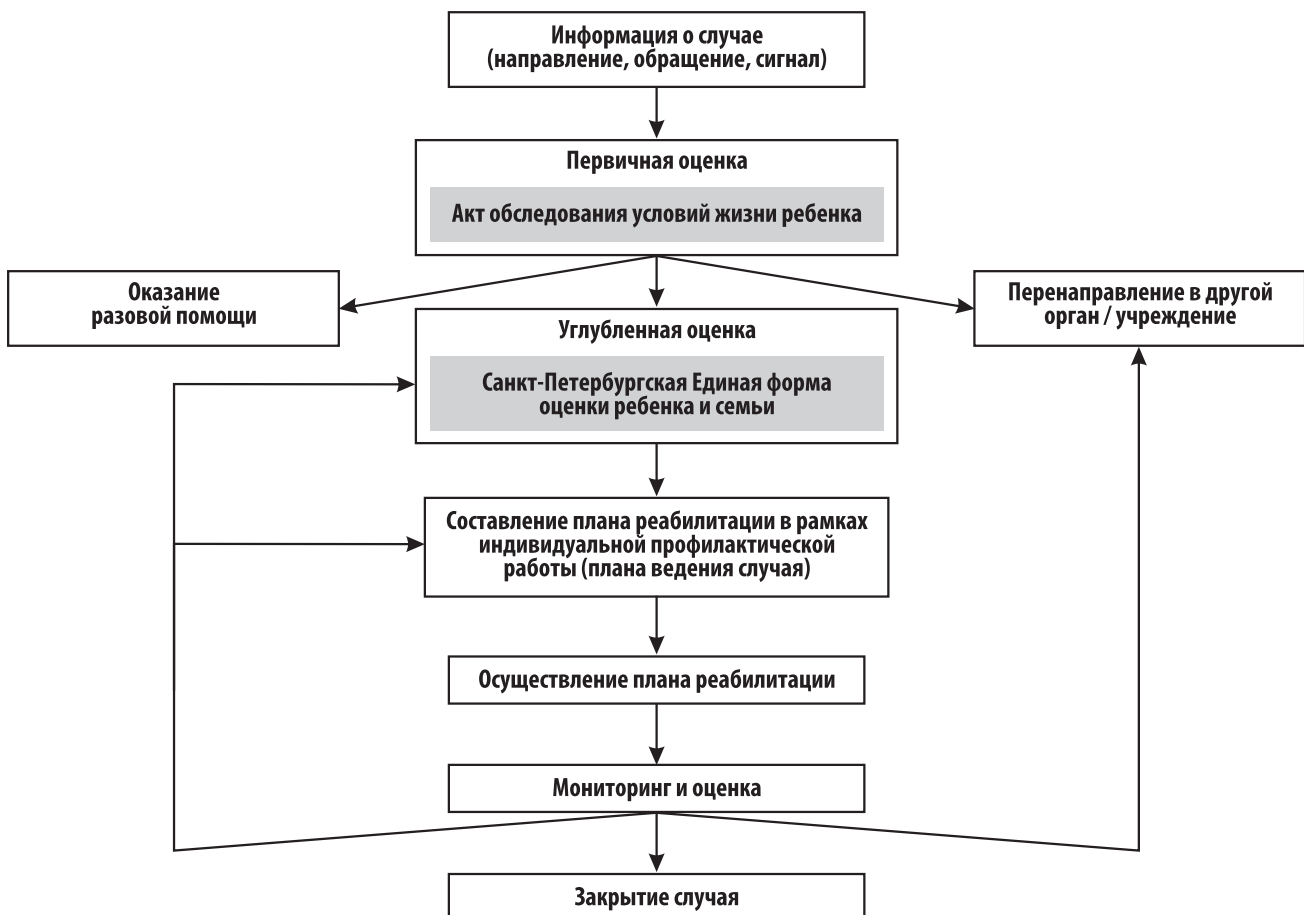 Информация о случае
(направление, обращение, сигнал)
Первичная оценка
Акт обследования условий жизни ребенка
Оказание
разовой помощи
Перенаправление в другой
орган / учреждение
Углубленная оценка
Санкт-Петербургская Единая форма
оценки ребенка и семьи
Составление плана реабилитации в рамках
индивидуальной профилактической
работы (плана ведения случая)
Осуществление плана реабилитации
Мониторинг и оценка
Закрытие случая